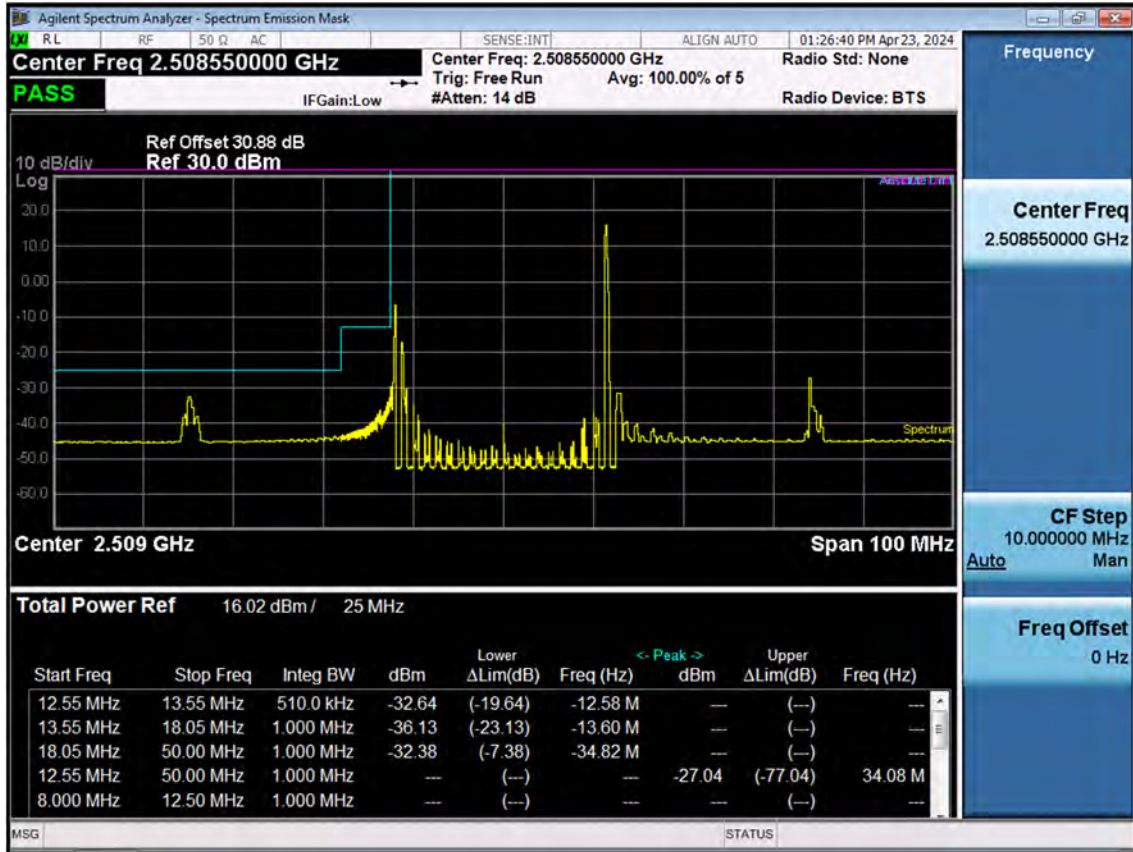 Agilent Spectrum Analyzer - Spectrum Emission Mask
LXI RL RF 50 Ω AC SENSE:INT ALIGN AUTO 01:26:40 PM Apr 23, 2024
Center Freq 2.508550000 GHz
Center Freq: 2.508550000 GHz
Radio Std: None
Trig: Free Run Avg: 100.00% of 5
PASS
IFGain:Low
#Atten: 14 dB
Radio Device: BTS
Ref Offset 30.88 dB
10 dB/div Ref 30.0 dBm
Log
Absolute Limit
20.0
10.0
0.00
-10.0
-20.0
-30.0
-40.0
Spectrum
-50.0
-60.0
Center 2.509 GHz Span 100 MHz
Total Power Ref 16.02 dBm / 25 MHz
Lower <- Peak -> Upper
Start Freq Stop Freq Integ BW dBm ΔLim(dB) Freq (Hz) dBm ΔLim(dB) Freq (Hz)
12.55 MHz 13.55 MHz 510.0 kHz -32.64 (-19.64) -12.58 M --- (---) ---
13.55 MHz 18.05 MHz 1.000 MHz -36.13 (-23.13) -13.60 M --- (---) ---
18.05 MHz 50.00 MHz 1.000 MHz -32.38 (-7.38) -34.82 M --- (---) ---
12.55 MHz 50.00 MHz 1.000 MHz --- (---) --- -27.04 (-77.04) 34.08 M
8.000 MHz 12.50 MHz 1.000 MHz --- (---) --- --- (---) ---
MSG STATUS
Frequency
Center Freq
2.508550000 GHz
CF Step
10.000000 MHz
Auto Man
Freq Offset
0 Hz